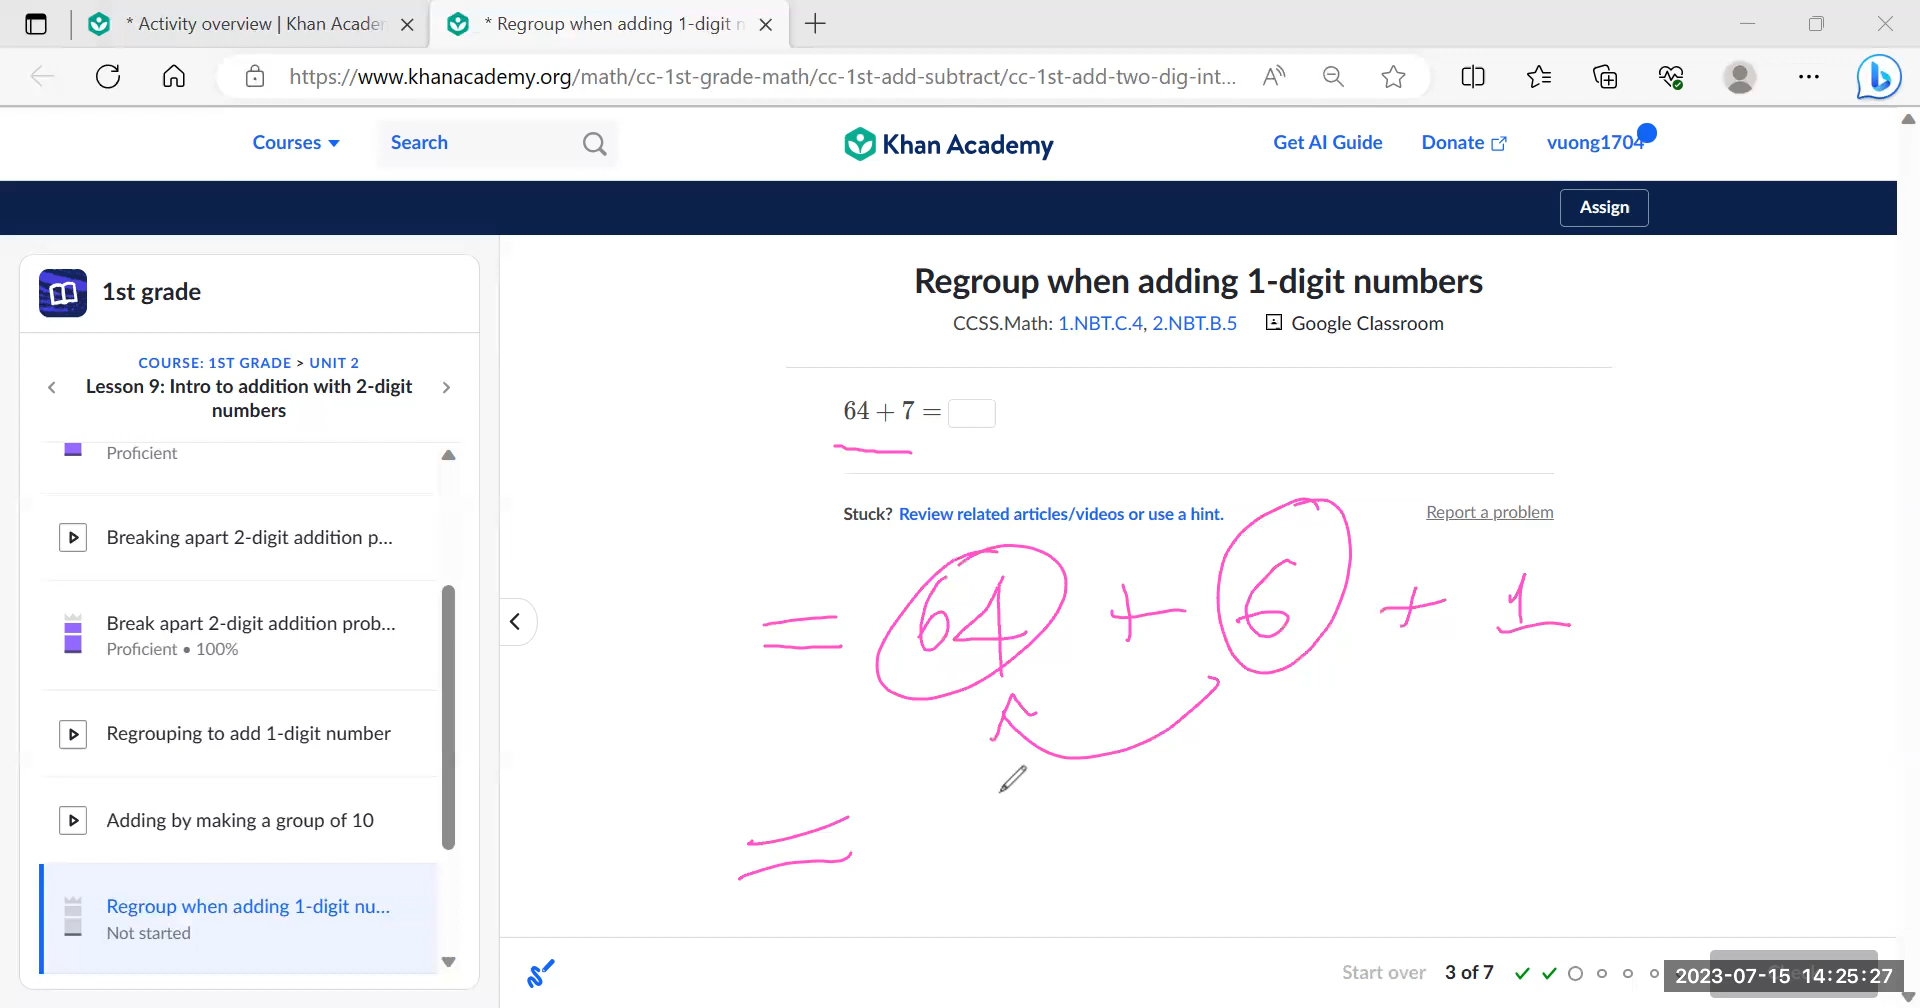 * Activity overview | Khan Acade
* Regroup when adding 1-digit n
https://www.khanacademy.org/math/cc-1st-grade-math/cc-1st-add-subtract/cc-1st-add-two-dig-int...
Courses
Search
Khan Academy
Get AI Guide
Donate
vuong1704
Assign
1st grade
COURSE: 1ST GRADE > UNIT 2
Lesson 9: Intro to addition with 2-digit
numbers
Proficient
Breaking apart 2-digit addition p...
Break apart 2-digit addition prob...
Proficient • 100%
Regrouping to add 1-digit number
Adding by making a group of 10
Regroup when adding 1-digit nu...
Not started
Regroup when adding 1-digit numbers
CCSS.Math: 1.NBT.C.4, 2.NBT.B.5 Google Classroom
64 + 7 =
Stuck? Review related articles/videos or use a hint.
Report a problem
= 64 + 6 + 1
=
Start over 3 of 7
2023-07-15 14:25:27